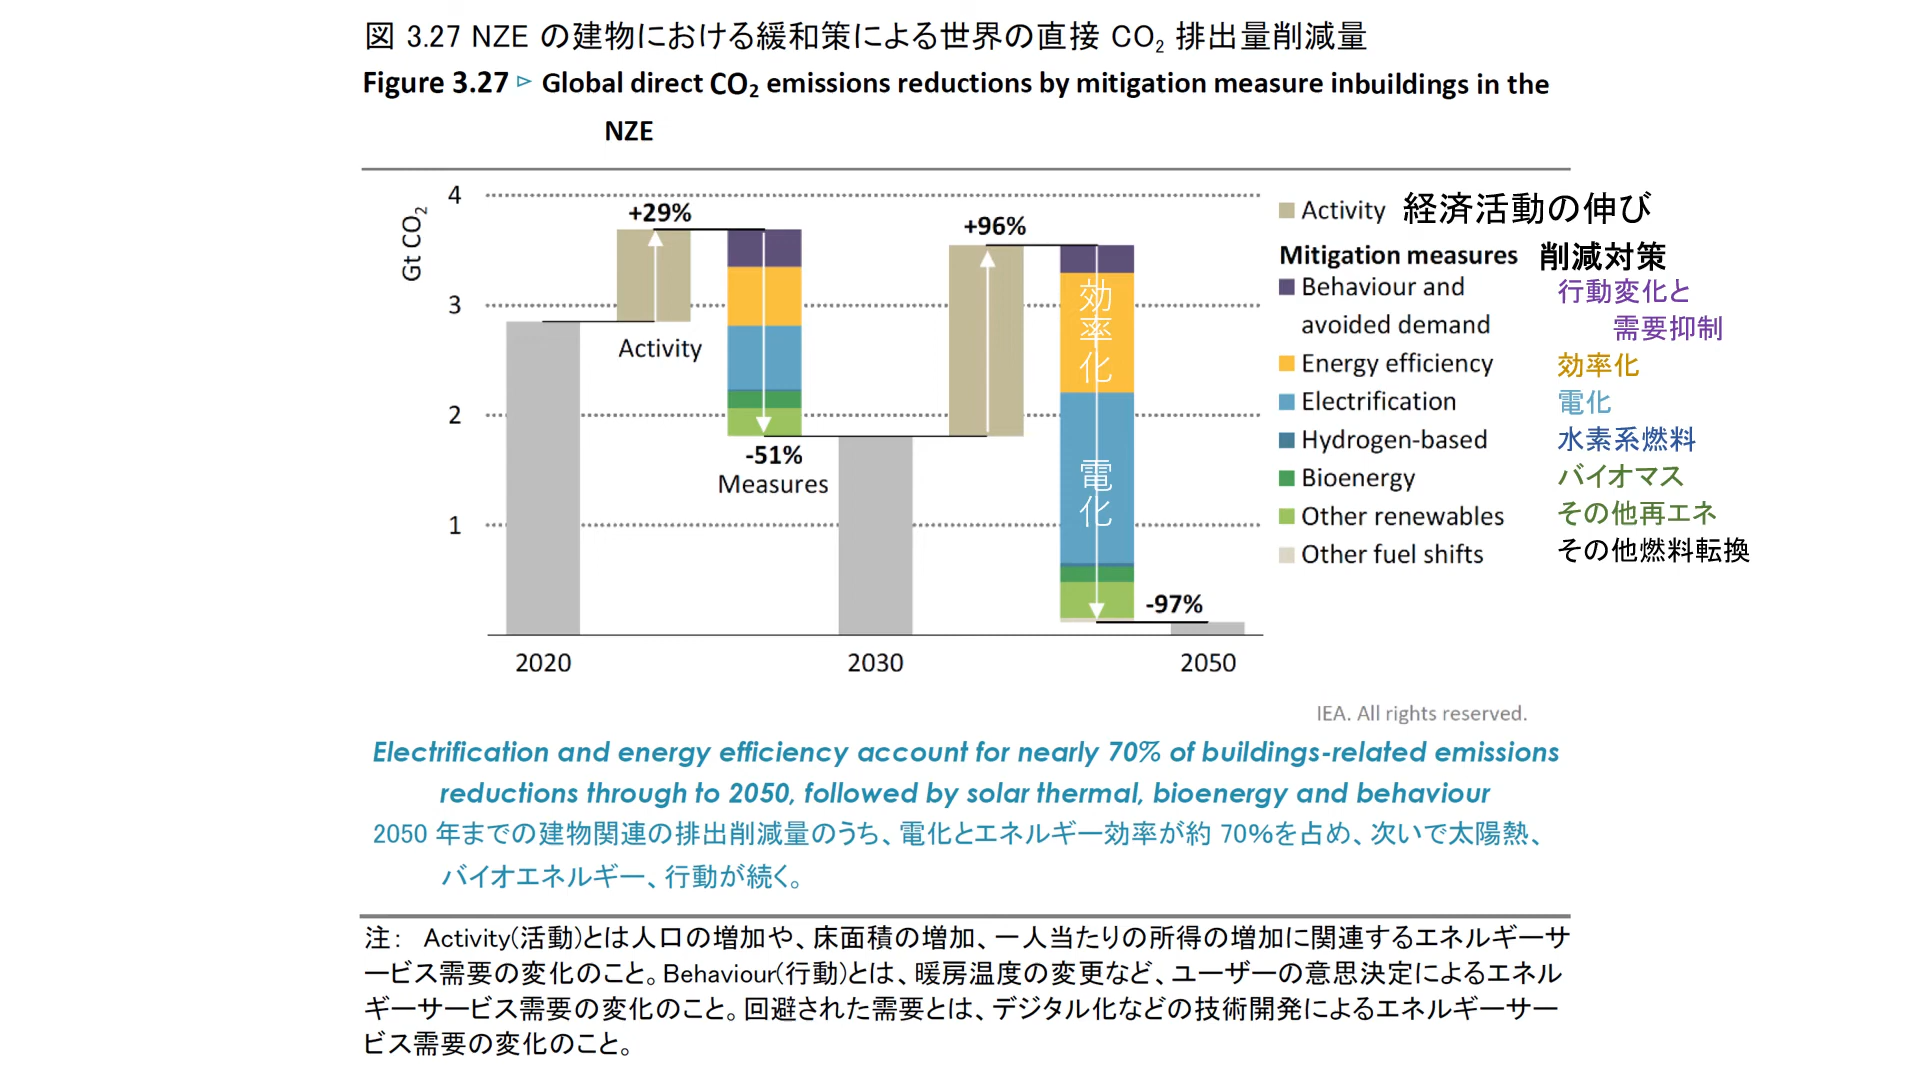 図 3.27 NZE の建物における緩和策による世界の直接 CO₂ 排出量削減量
Figure 3.27 ▷ Global direct CO₂ emissions reductions by mitigation measure inbuildings in the
NZE
Gt CO₂
4
3
2
1
+29%
Activity
-51%
Measures
+96%
効率化
電化
-97%
2020
2030
2050
Activity 経済活動の伸び
Mitigation measures 削減対策
Behaviour and 行動変化と
avoided demand 需要抑制
Energy efficiency 効率化
Electrification 電化
Hydrogen-based 水素系燃料
Bioenergy バイオマス
Other renewables その他再エネ
Other fuel shifts その他燃料転換
IEA. All rights reserved.
Electrification and energy efficiency account for nearly 70% of buildings-related emissions
reductions through to 2050, followed by solar thermal, bioenergy and behaviour
2050 年までの建物関連の排出削減量のうち、電化とエネルギー効率が約 70%を占め、次いで太陽熱、
バイオエネルギー、行動が続く。
注： Activity(活動)とは人口の増加や、床面積の増加、一人当たりの所得の増加に関連するエネルギーサ
ービス需要の変化のこと。Behaviour(行動)とは、暖房温度の変更など、ユーザーの意思決定によるエネル
ギーサービス需要の変化のこと。回避された需要とは、デジタル化などの技術開発によるエネルギーサー
ビス需要の変化のこと。